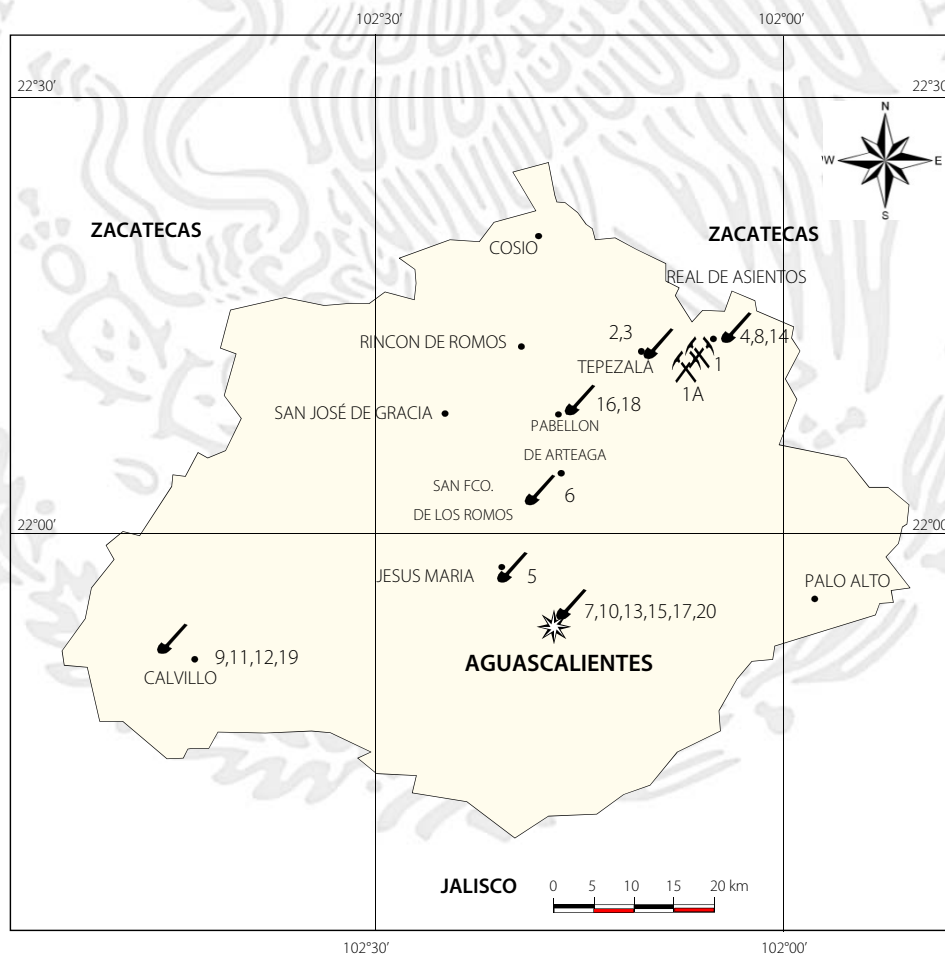 102°30' 102°00'
22°30' 22°30
N
W E
S
ZACATECAS ZACATECAS
COSIO
REAL DE ASIENTOS
2,3 4,8,14
RINCON DE ROMOS
TEPEZALA 1
1A
16,18
SAN JOSÉ DE GRACIA
PABELLON
DE ARTEAGA
SAN FCO. 6
DE LOS ROMOS
22°00' 22°00
JESUS MARIA 5
PALO ALTO
7,10,13,15,17,20
9,11,12,19
CALVILLO
AGUASCALIENTES
JALISCO
0 5 10 15 20 km
102°30' 102°00'